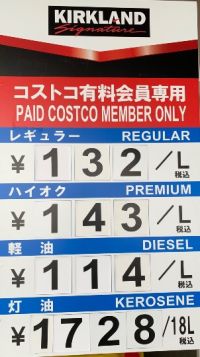 KIRKLAND
Signature
コストコ有料会員専用
PAID COSTCO MEMBER ONLY
レギュラー REGULAR
¥132/L 税込
ハイオク PREMIUM
¥143/L 税込
軽油 DIESEL
¥114/L 税込
灯油 KEROSENE
¥1728/18L 税込